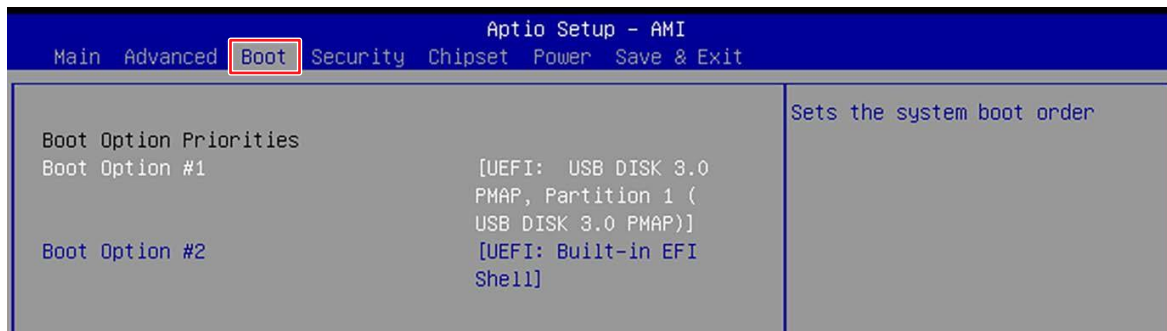 Aptio Setup - AMI
Main Advanced Boot Security Chipset Power Save & Exit
Sets the system boot order
Boot Option Priorities
Boot Option #1 [UEFI: USB DISK 3.0
PMAP, Partition 1 (
USB DISK 3.0 PMAP)]
Boot Option #2 [UEFI: Built-in EFI
Shell]